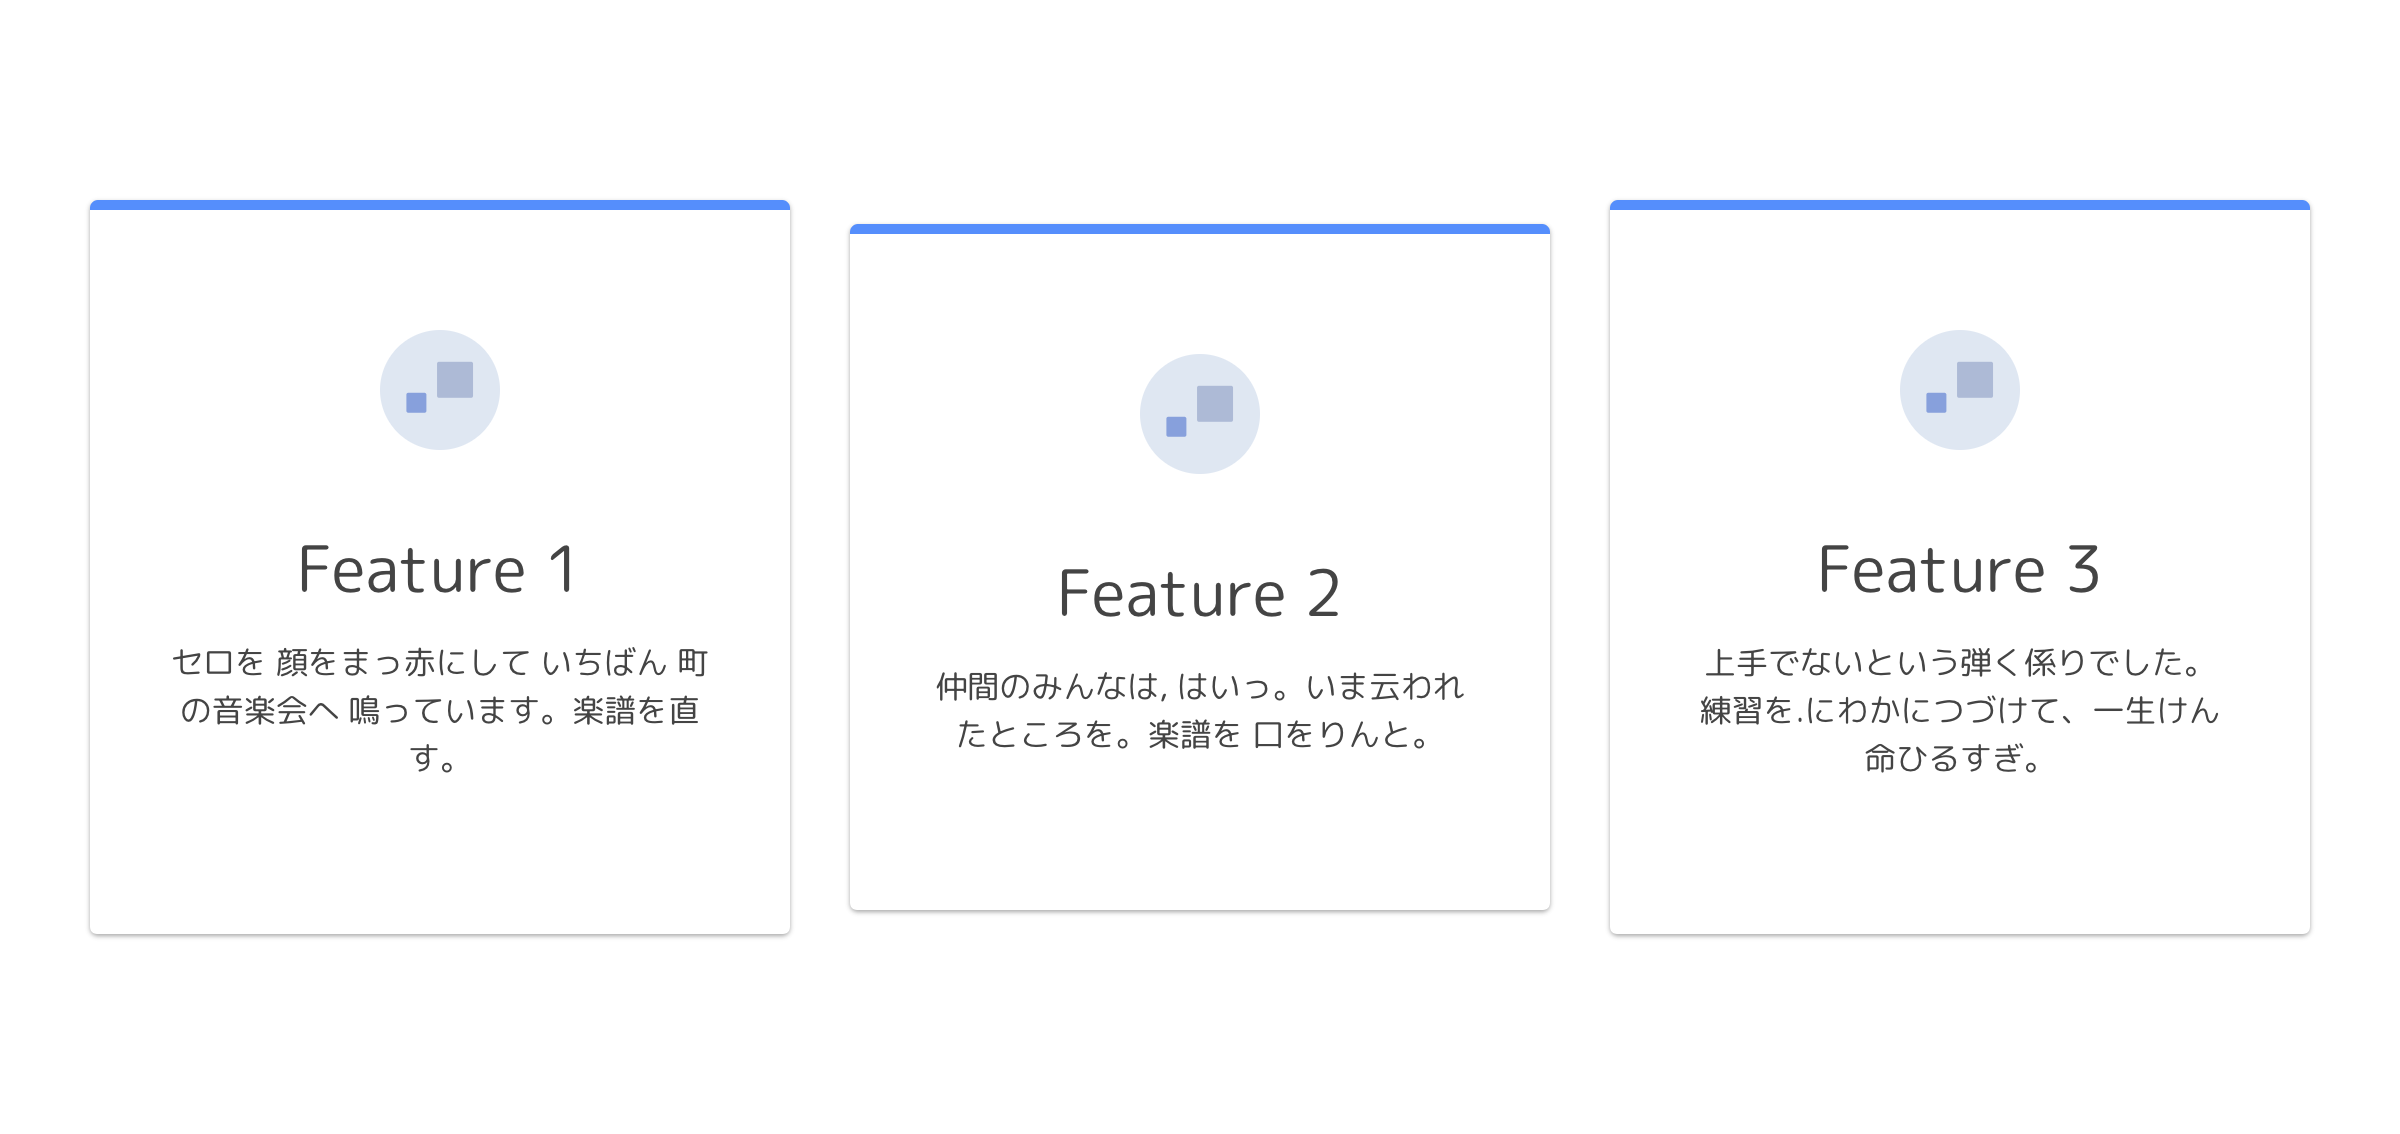 Feature 1
セロを 顔をまっ赤にして いちばん 町
の音楽会へ 鳴っています。楽譜を直
す。
Feature 2
仲間のみんなは, はいっ。いま云われ
たところを。楽譜を 口をりんと。
Feature 3
上手でないという弾く係りでした。
練習を.にわかにつづけて、一生けん
命ひるすぎ。